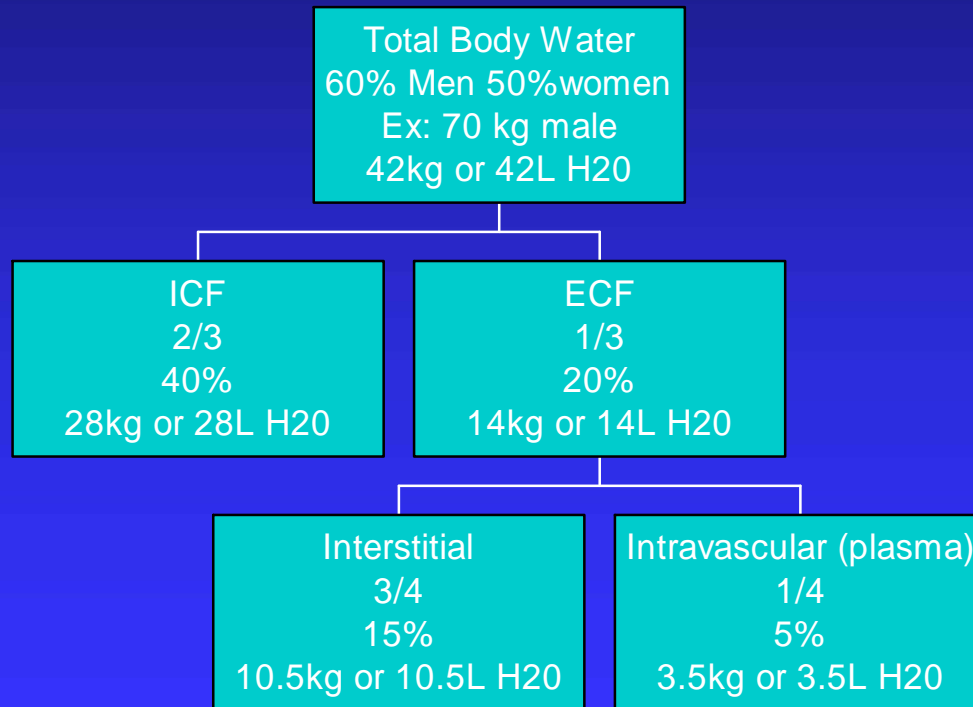 Total Body Water
60% Men 50%women
Ex: 70 kg male
42kg or 42L H20
ICF
2/3
40%
28kg or 28L H20
ECF
1/3
20%
14kg or 14L H20
Interstitial
3/4
15%
10.5kg or 10.5L H20
Intravascular (plasma)
1/4
5%
3.5kg or 3.5L H20